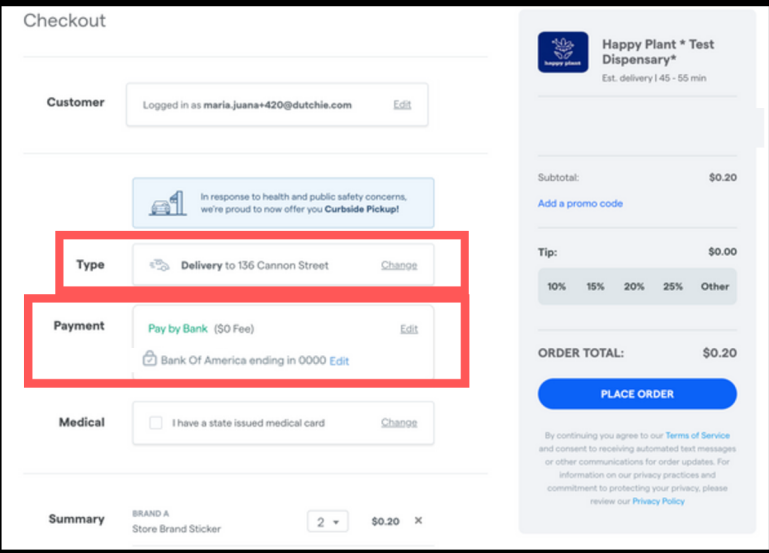 Checkout
Customer
Logged in as maria.juana+420@dutchie.com Edit
In response to health and public safety concerns,
we're proud to now offer you Curbside Pickup!
Type
Delivery to 136 Cannon Street Change
Payment
Pay by Bank ($0 Fee) Edit
Bank Of America ending in 0000 Edit
Medical
I have a state issued medical card Change
Summary
BRAND A
Store Brand Sticker
2 $0.20 ×
happy plant
Happy Plant * Test
Dispensary*
Est. delivery | 45 - 55 min
Subtotal: $0.20
Add a promo code
Tip: $0.00
10% 15% 20% 25% Other
ORDER TOTAL: $0.20
PLACE ORDER
By continuing you agree to our Terms of Service
and consent to receiving automated text messages
or other communications for order updates. For
information on our privacy practices and
commitment to protecting your privacy, please
review our Privacy Policy